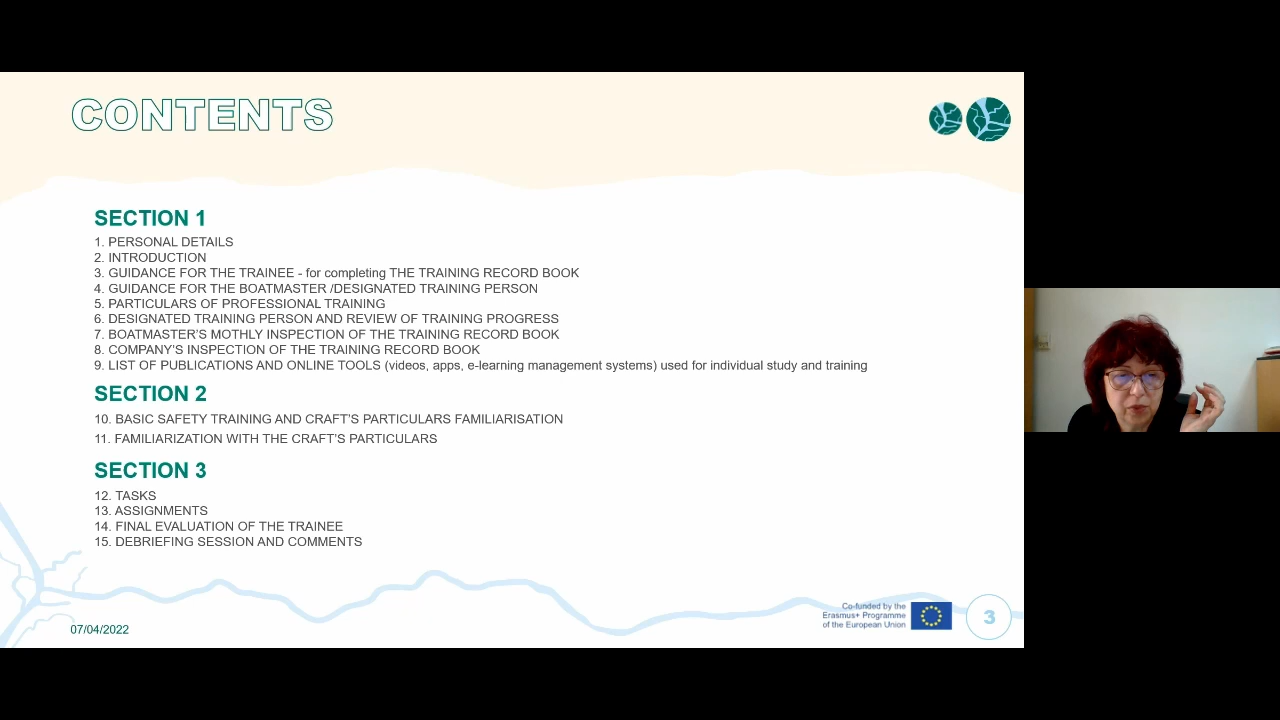 CONTENTS
SECTION 1
1. PERSONAL DETAILS
2. INTRODUCTION
3. GUIDANCE FOR THE TRAINEE - for completing THE TRAINING RECORD BOOK
4. GUIDANCE FOR THE BOATMASTER /DESIGNATED TRAINING PERSON
5. PARTICULARS OF PROFESSIONAL TRAINING
6. DESIGNATED TRAINING PERSON AND REVIEW OF TRAINING PROGRESS
7. BOATMASTER'S MOTHLY INSPECTION OF THE TRAINING RECORD BOOK
8. COMPANY'S INSPECTION OF THE TRAINING RECORD BOOK
9. LIST OF PUBLICATIONS AND ONLINE TOOLS (videos, apps, e-learning management systems) used for individual study and training
SECTION 2
10. BASIC SAFETY TRAINING AND CRAFT'S PARTICULARS FAMILIARISATION
11. FAMILIARIZATION WITH THE CRAFT'S PARTICULARS
SECTION 3
12. TASKS
13. ASSIGNMENTS
14. FINAL EVALUATION OF THE TRAINEE
15. DEBRIEFING SESSION AND COMMENTS
Co-funded by the
Erasmus+ Programme
of the European Union
3
07/04/2022